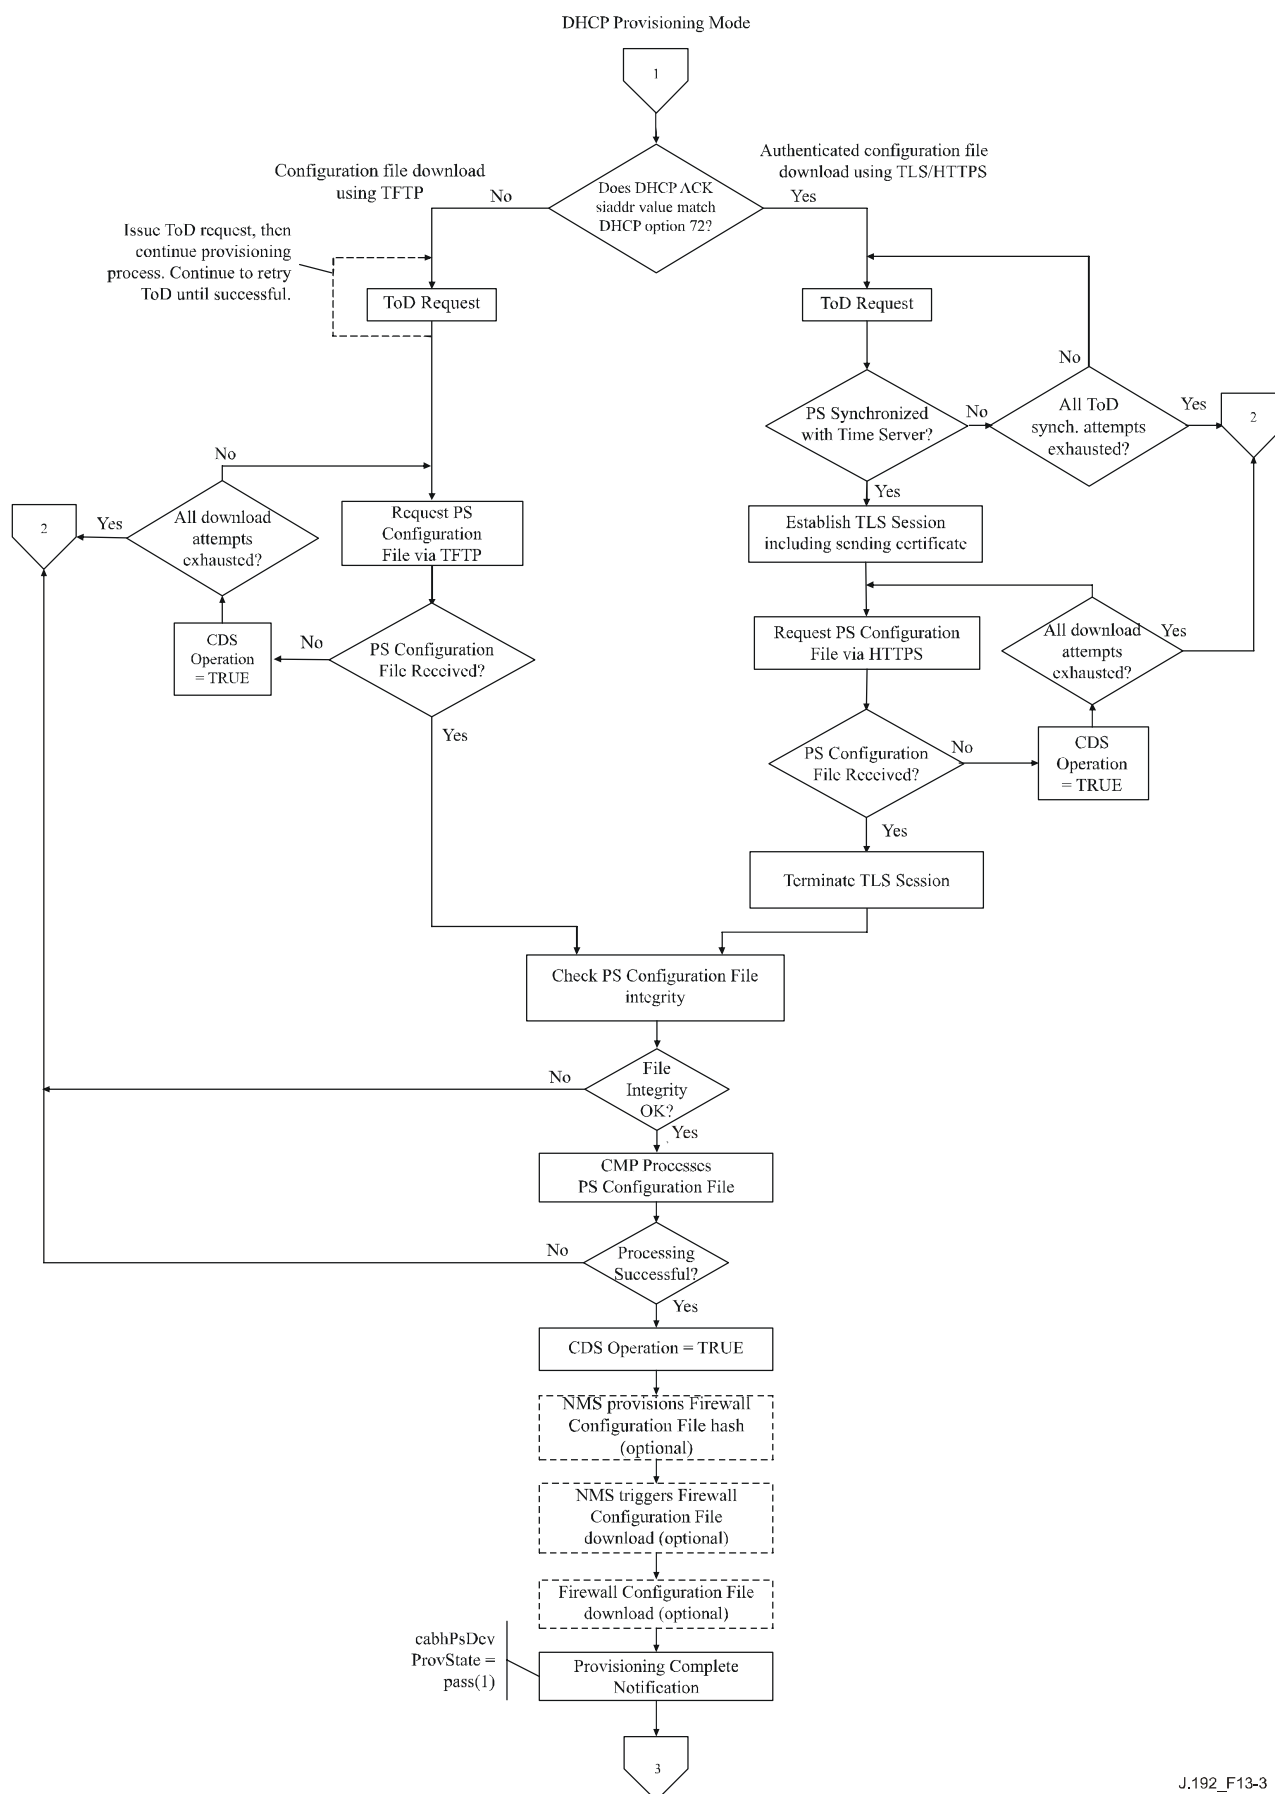 DHCP Provisioning Mode
1
Configuration file download
using TFTP
Authenticated configuration file
download using TLS/HTTPS
No
Does DHCP ACK
siaddr value match
DHCP option 72?
Yes
Issue ToD request, then
continue provisioning
process. Continue to retry
ToD until successful.
ToD Request
ToD Request
No
PS Synchronized
with Time Server?
No
All ToD
synch. attempts
exhausted?
Yes
2
No
Yes
2
Yes
All download
attempts
exhausted?
Request PS
Configuration
File via TFTP
Establish TLS Session
including sending certificate
CDS
Operation
= TRUE
No
PS Configuration
File Received?
Request PS Configuration
File via HTTPS
All download
attempts
exhausted?
Yes
Yes
PS Configuration
File Received?
No
CDS
Operation
= TRUE
Yes
Terminate TLS Session
Check PS Configuration File
integrity
No
File
Integrity
OK?
Yes
CMP Processes
PS Configuration File
No
Processing
Successful?
Yes
CDS Operation = TRUE
NMS provisions Firewall
Configuration File hash
(optional)
NMS triggers Firewall
Configuration File
download (optional)
Firewall Configuration File
download (optional)
cabhPsDev
ProvState =
pass(1)
Provisioning Complete
Notification
3
J.192_F13-3